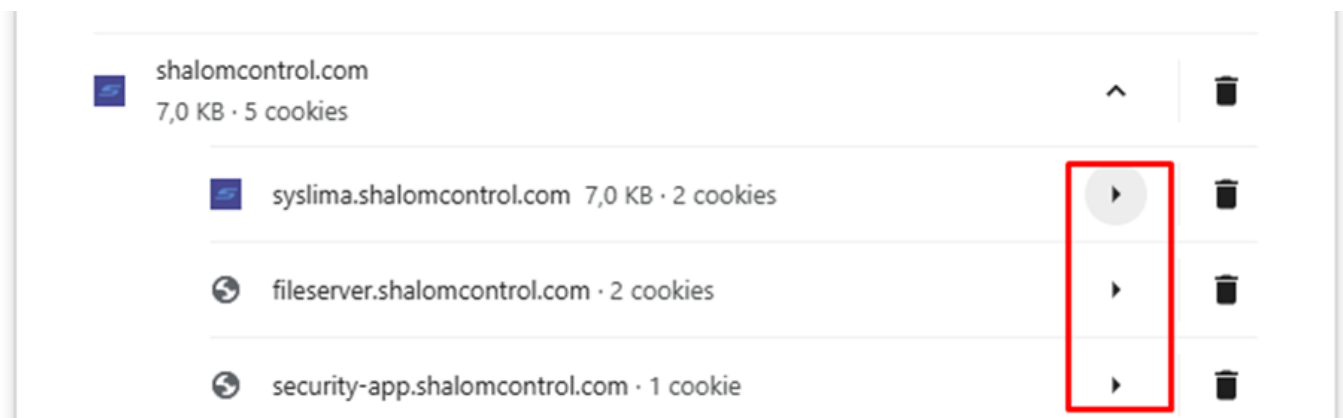 shalomcontrol.com
7,0 KB · 5 cookies
syslima.shalomcontrol.com 7,0 KB · 2 cookies
fileserver.shalomcontrol.com · 2 cookies
security-app.shalomcontrol.com · 1 cookie